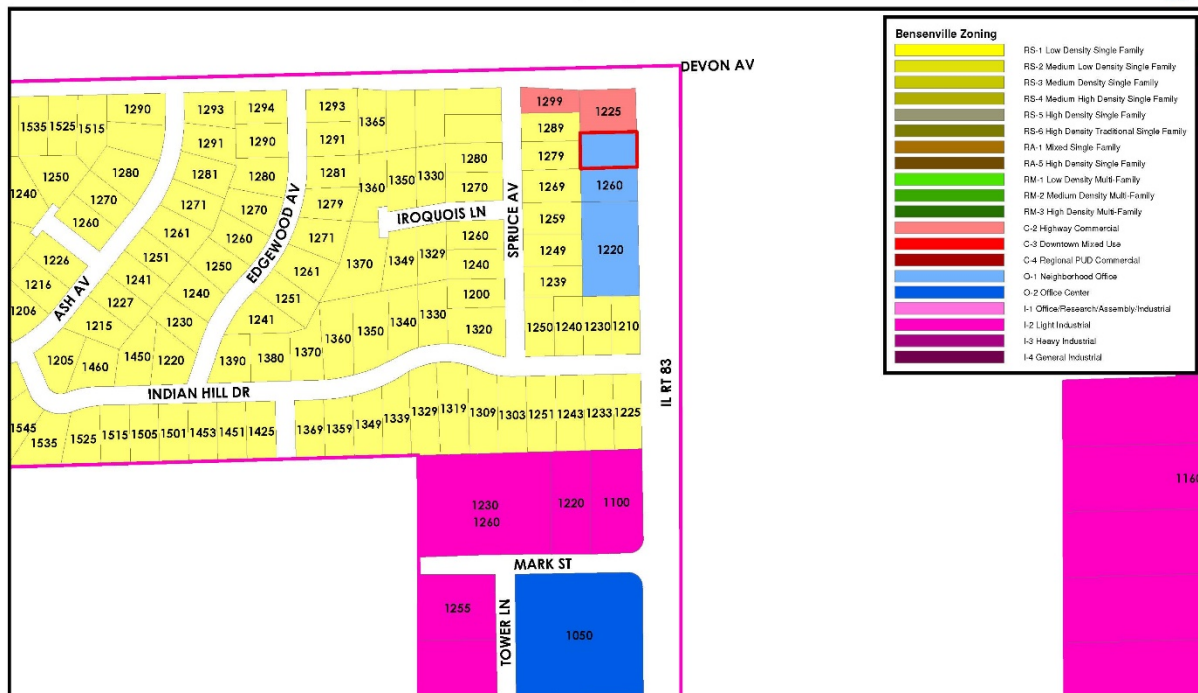 DEVON AV
Bensenville Zoning
RS-1 Low Density Single Family
RS-2 Medium Low Density Single Family
RS-3 Medium Density Single Family
RS-4 Medium High Density Single Family
RS-5 High Density Single Family
RS-6 High Density Traditional Single Family
RA-1 Mixed Single Family
RA-5 High Density Single Family
RM-1 Low Density Multi-Family
RM-2 Medium Density Multi-Family
RM-3 High Density Multi-Family
C-2 Highway Commercial
C-3 Downtown Mixed Use
C-4 Regional PUD Commercial
O-1 Neighborhood Office
O-2 Office Center
I-1 Office/Research/Assembly/Industrial
I-2 Light Industrial
I-3 Heavy Industrial
I-4 General Industrial
1290 1293 1294 1293 1299 1225
1535 1525 1515 1365 1289
1291 1290 1291
1280 1279
1250 1280 1281 1280 1281 1350 1330 1270 1269 1260
1240 1270 1271 1270 1279 1360
1260 1261 1260 1271 IROQUOIS LN 1260 1259
1226 1251 1250 1261 1370 1349 1329 1240 1249 1220
1216 1241 1240 1251 1200 1239
1206 1227 1241 1330
1215 1230 1360 1350 1340 1320 1250 1240 1230 1210
1205 1460 1450 1220 1390 1380 1370
ASH AV
EDGEWOOD AV
SPRUCE AV
INDIAN HILL DR
IL RT 83
1545 1535 1525 1515 1505 1501 1453 1451 1425 1369 1359 1349 1339 1329 1319 1309 1303 1251 1243 1233 1225
1230 1220 1100
1260
1160
MARK ST
1255
TOWER LN
1050